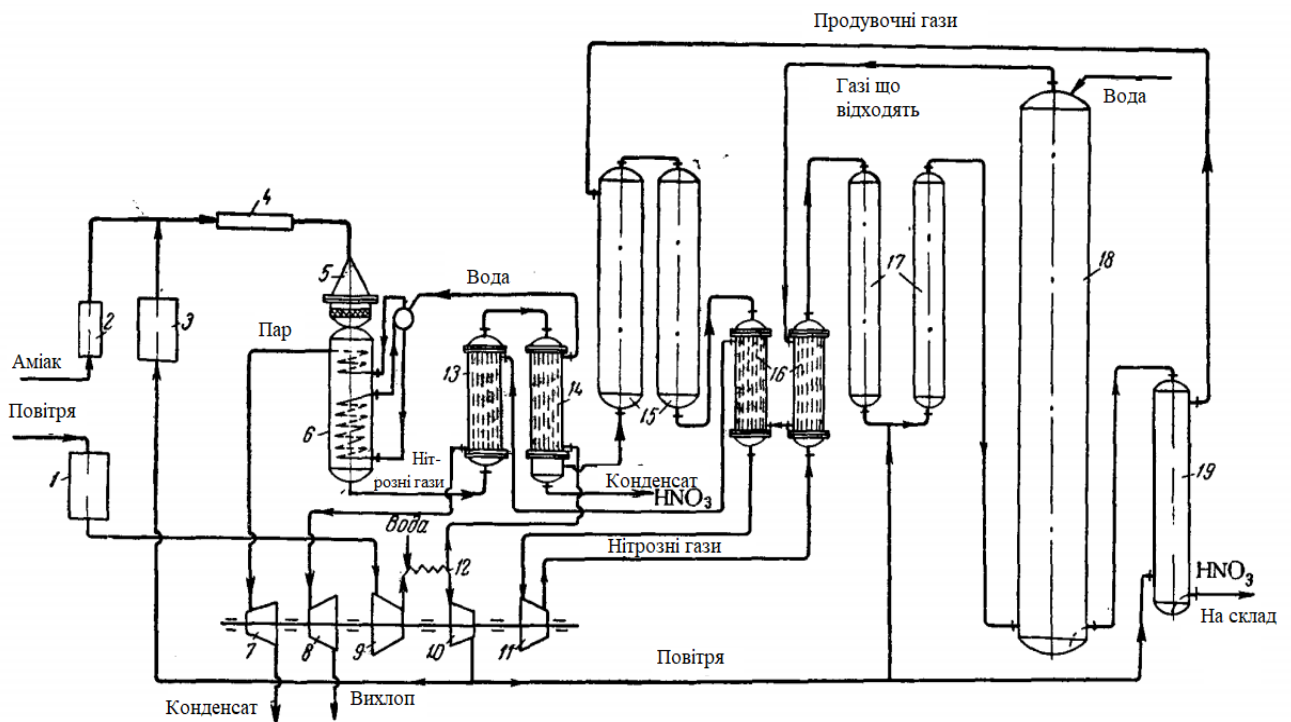 Продувочні гази
Газі що
відходять
Вода
4
5
Вода
17
18
2
3
Пар
13
14
16
Аміак
Повітря
6
15
19
1
Ніт-
розні гази
Конденсат
HNO₃
Вода
12
Нітрозні гази
HNO₃
На склад
7
8
9
10
11
Повітря
Конденсат
Вихлоп